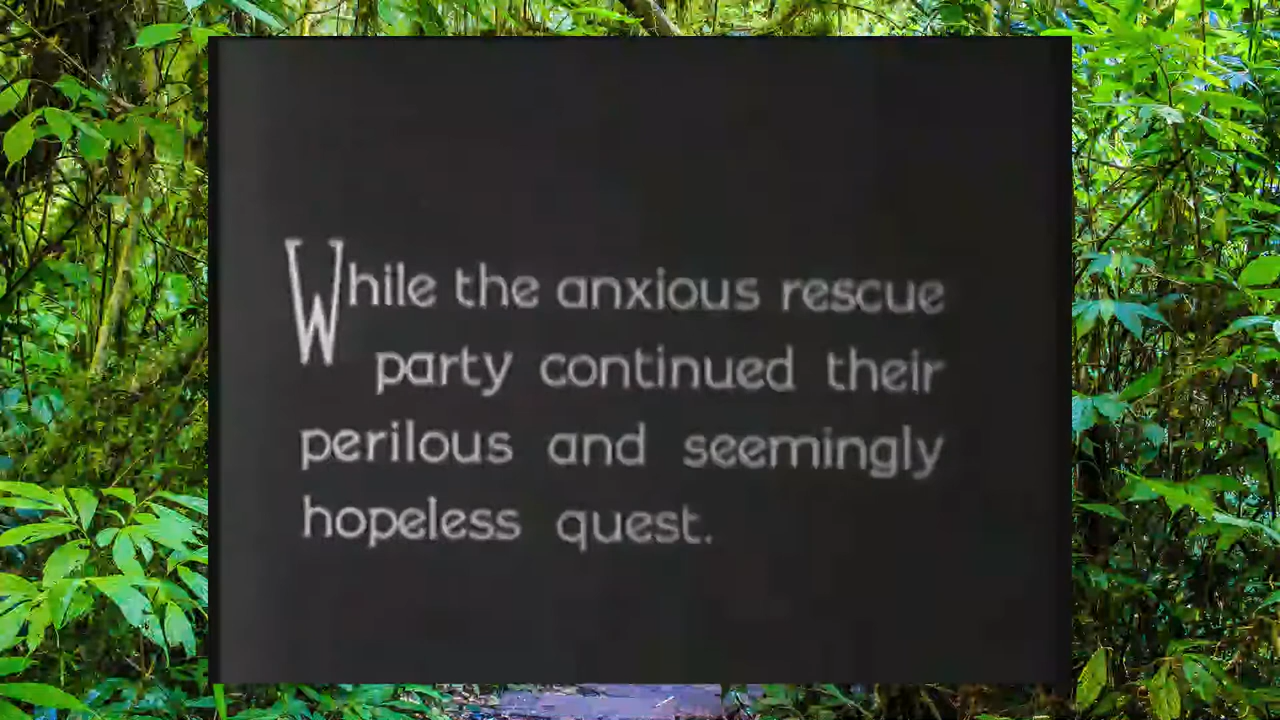 While the anxious rescue
party continued their
perilous and seemingly
hopeless quest.